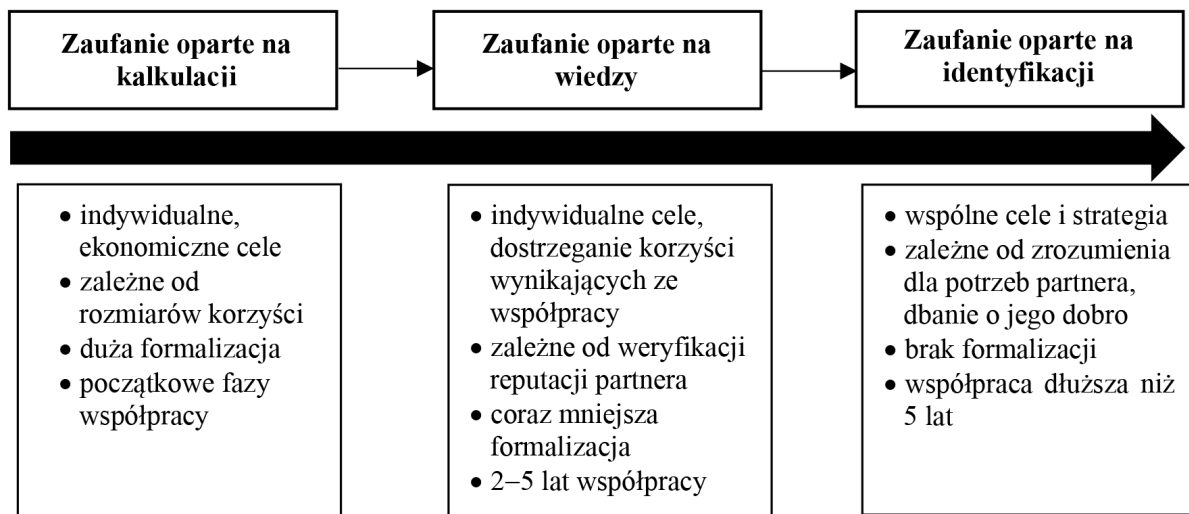 Zaufanie oparte na
kalkulacji
Zaufanie oparte na
wiedzy
Zaufanie oparte na
identyfikacji
• indywidualne,
ekonomiczne cele
• zależne od
rozmiarów korzyści
• duża formalizacja
• początkowe fazy
współpracy
• indywidualne cele,
dostrzeganie korzyści
wynikających ze
współpracy
• zależne od weryfikacji
reputacji partnera
• coraz mniejsza
formalizacja
• 2–5 lat współpracy
• wspólne cele i strategia
• zależne od zrozumienia
dla potrzeb partnera,
dbanie o jego dobro
• brak formalizacji
• współpraca dłuższa niż
5 lat